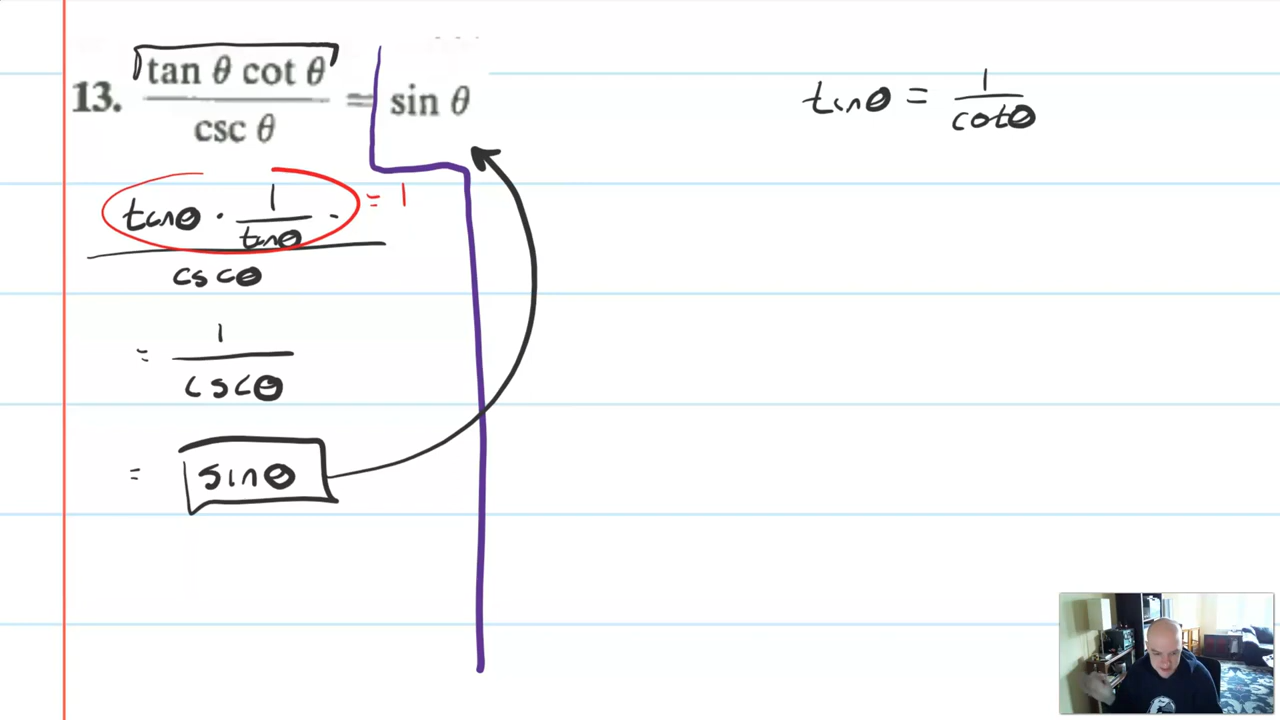 13. tan θ cot θ / csc θ = sin θ
tanθ = 1 / cotθ
tanθ · 1 / tanθ · = 1
cscθ
= 1 / cscθ
= sinθ